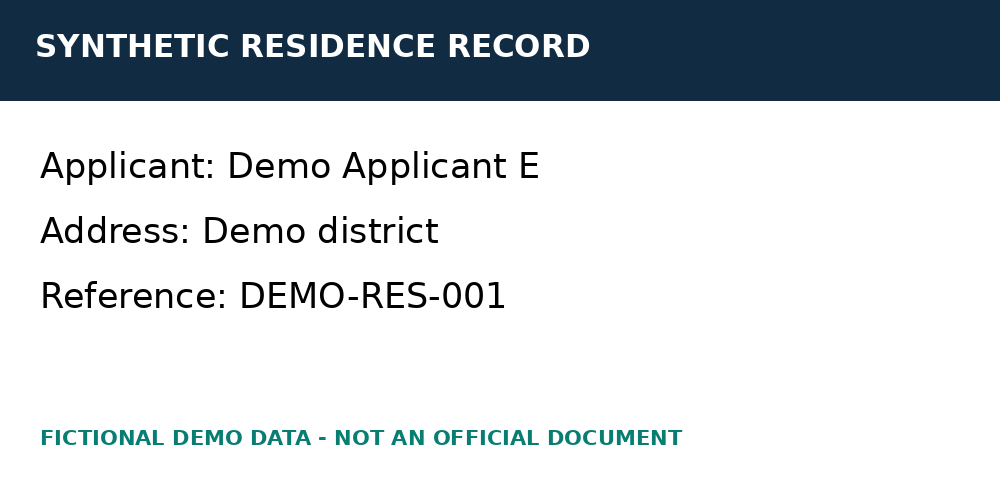 SYNTHETIC RESIDENCE RECORD
Applicant: Demo Applicant E
Address: Demo district
Reference: DEMO-RES-001
FICTIONAL DEMO DATA - NOT AN OFFICIAL DOCUMENT